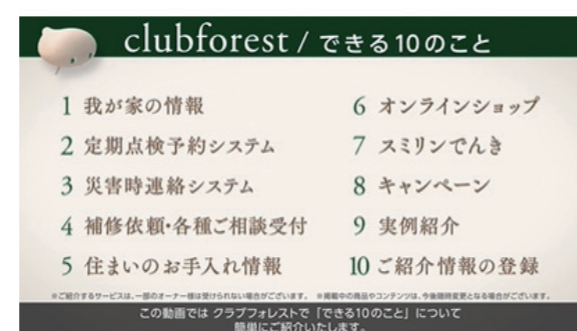 clubforest / できる10のこと
1 我が家の情報
2 定期点検予約システム
3 災害時連絡システム
4 補修依頼・各種ご相談受付
5 住まいのお手入れ情報
6 オンラインショップ
7 スミリンでんき
8 キャンペーン
9 実例紹介
10 ご紹介情報の登録
※ご紹介するサービスは、一部のオーナー様は受けられない場合がございます。 ※掲載中の商品やコンテンツは、今後随時変更となる場合がございます。
この動画では クラブフォレストで「できる10のこと」について
簡単にご紹介いたします。